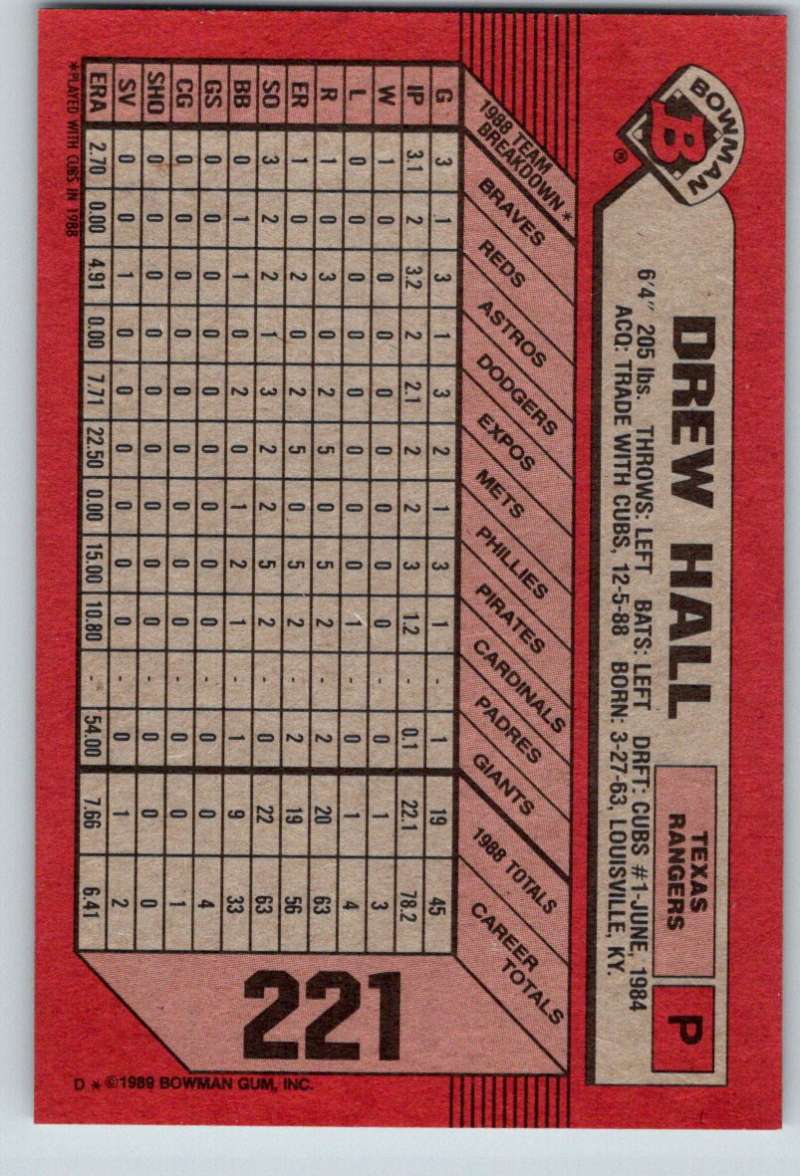 BOWMAN
B
®
DREW HALL
TEXAS
RANGERS
P
6'4" 205 lbs. THROWS: LEFT BATS: LEFT DRFT: CUBS #1-JUNE, 1984
ACQ: TRADE WITH CUBS, 12-5-88 BORN: 3-27-63, LOUISVILLE, KY.
1988 TEAM
BREAKDOWN*
BRAVES
REDS
ASTROS
DODGERS
EXPOS
METS
PHILLIES
PIRATES
CARDINALS
PADRES
GIANTS
1988 TOTALS
CAREER
TOTALS
G 3 1 3 1 3 2 1 3 1 - 1 19 45
IP 3.1 2 3.2 2 2.1 2 2 3 1.2 - 0.1 22.1 78.2
W 1 0 0 0 0 0 0 0 0 - 0 1 3
L 0 0 0 0 0 0 0 0 1 - 0 1 4
R 1 0 3 0 2 5 0 5 2 - 2 20 63
ER 1 0 2 0 2 5 0 5 2 - 2 19 56
SO 3 2 2 1 3 2 2 5 2 - 0 22 63
BB 0 1 1 0 2 0 1 2 1 - 1 9 33
GS 0 0 0 0 0 0 0 0 0 - 0 0 4
CG 0 0 0 0 0 0 0 0 0 - 0 0 1
SHO 0 0 0 0 0 0 0 0 0 - 0 0 0
SV 0 0 1 0 0 0 0 0 0 - 0 1 2
ERA 2.70 0.00 4.91 0.00 7.71 22.50 0.00 15.00 10.80 - 54.00 7.66 6.41
*PLAYED WITH CUBS IN 1988
221
D * ©1989 BOWMAN GUM, INC.